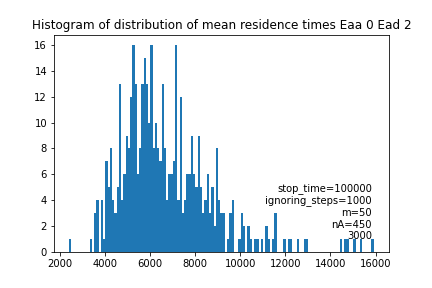 Histogram of distribution of mean residence times Eaa 0 Ead 2
16
14
12
10
8
6
4
2
0
stop_time=100000
ignoring_steps=1000
m=50
nA=450
3000
2000 4000 6000 8000 10000 12000 14000 16000